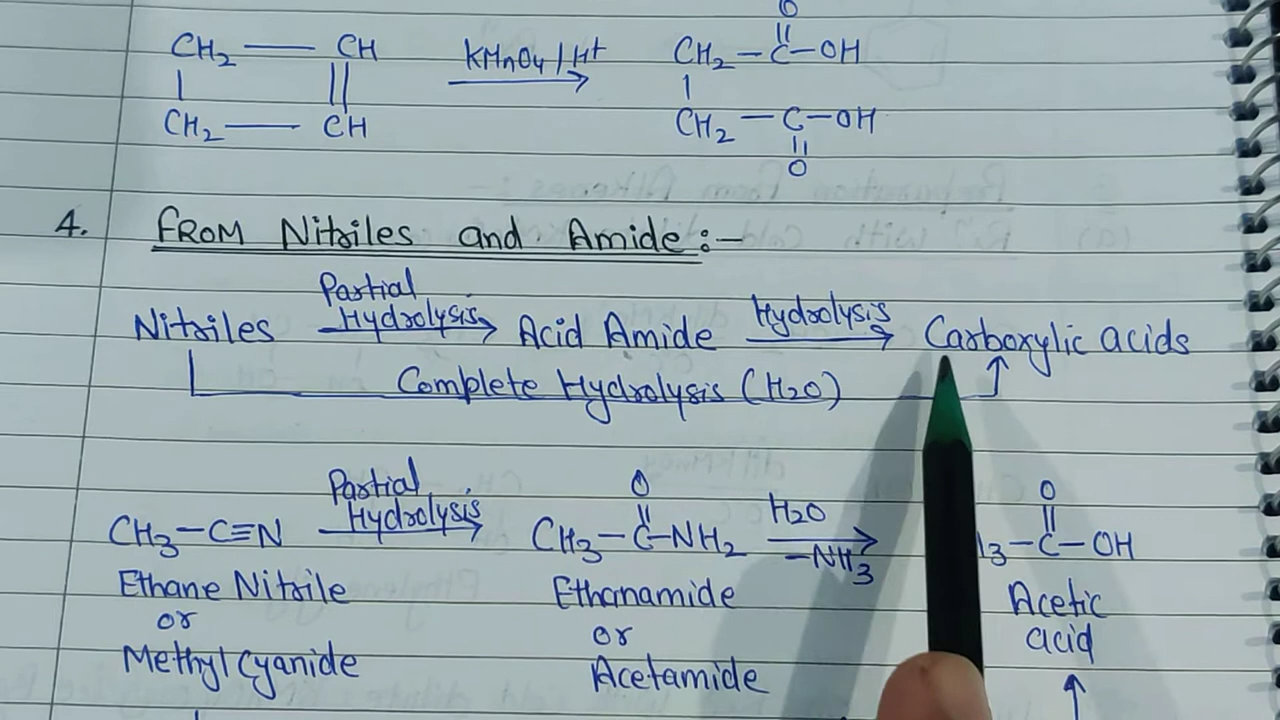 O
CH2 — CH KMnO4/H+ CH2 – C – OH
CH2 — CH CH2 – C – OH
O
4. FROM Nitriles and Amide:–
Partial
Nitriles Hydrolysis Acid Amide Hydrolysis Carboxylic acids
Complete Hydrolysis (H2O)
Partial O O
CH3–C≡N Hydrolysis CH3–C–NH2 H2O –NH3 3–C–OH
Ethane Nitrile Ethanamide Acetic
or or acid
Methyl Cyanide Acetamide